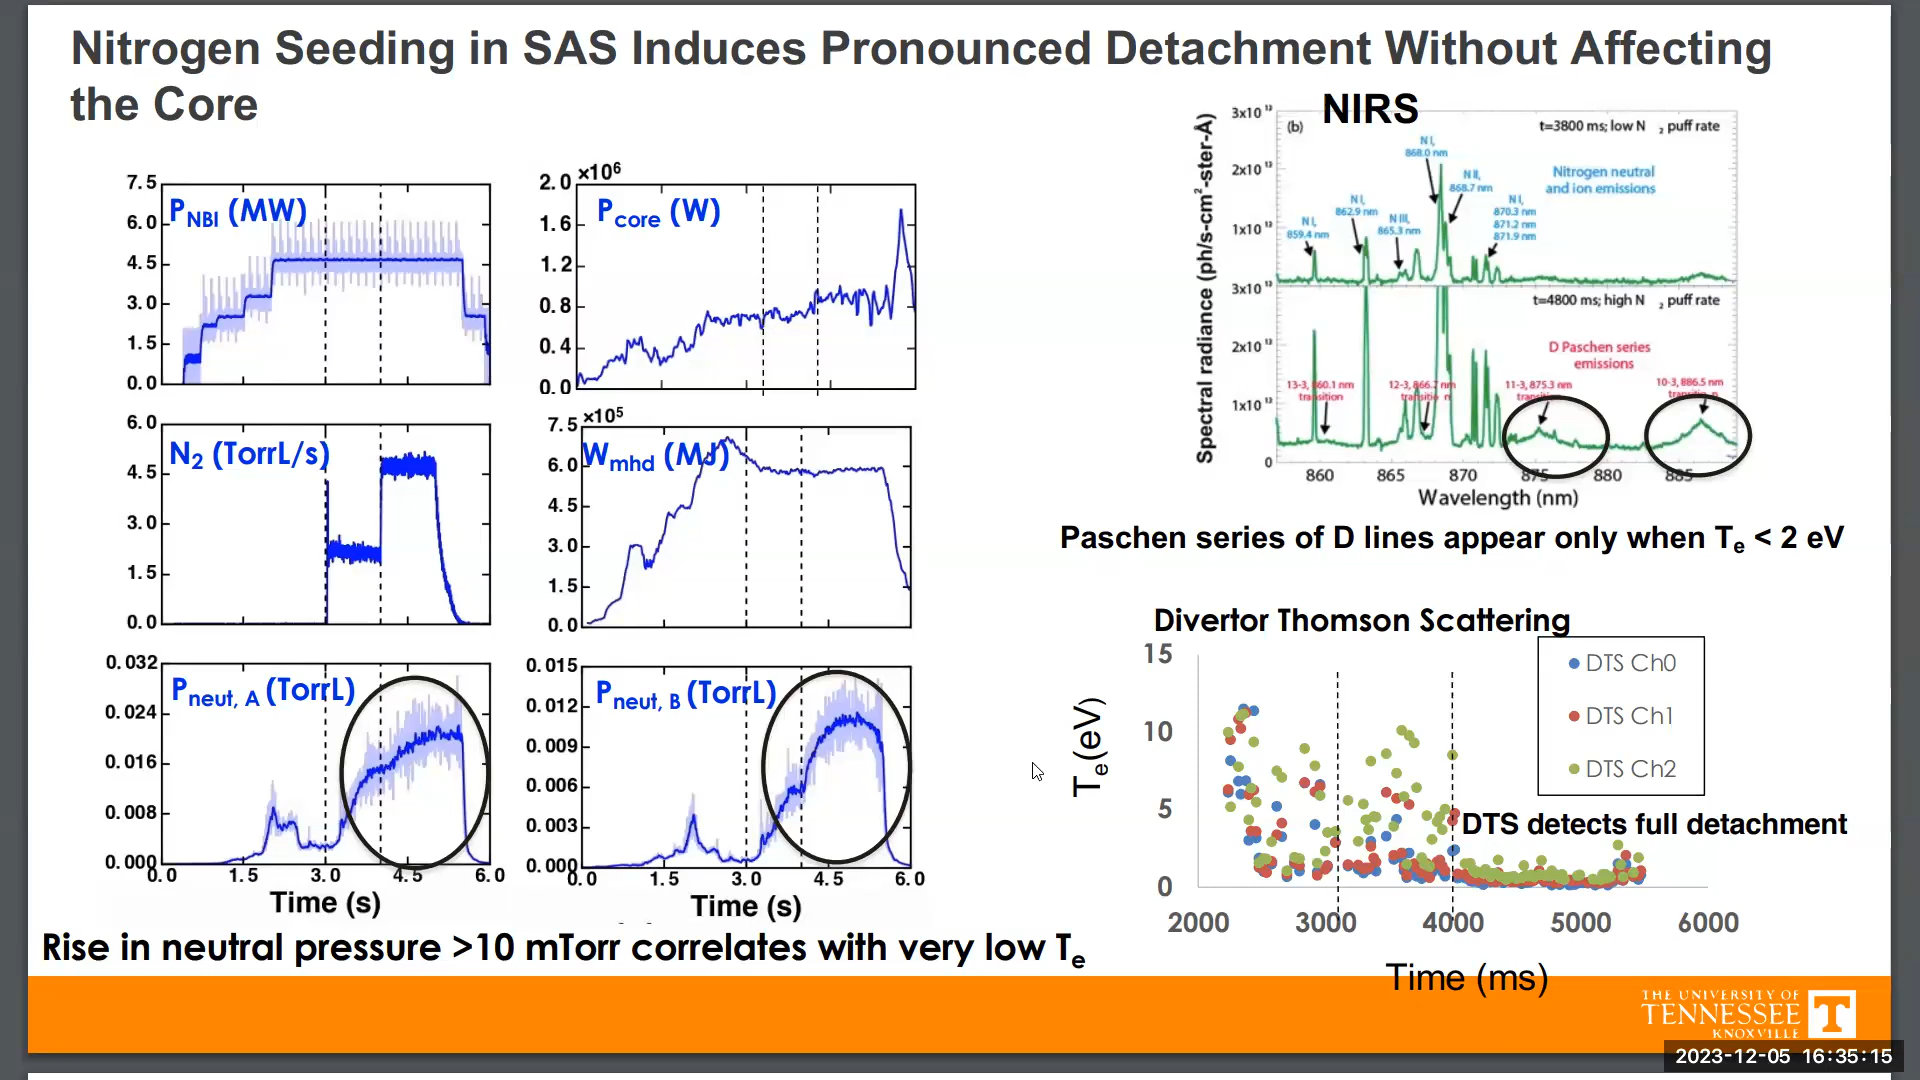 Nitrogen Seeding in SAS Induces Pronounced Detachment Without Affecting
the Core
P_NBI (MW)
7.5
6.0
4.5
3.0
1.5
0.0
×10⁶
P_core (W)
2.0
1.6
1.2
0.8
0.4
0.0
N₂ (TorrL/s)
6.0
4.5
3.0
1.5
0.0
×10⁵
W_mhd (MJ)
7.5
6.0
4.5
3.0
1.5
0.0
P_neut, A (TorrL)
0.032
0.024
0.016
0.008
0.000
0.0 1.5 3.0 4.5 6.0
Time (s)
P_neut, B (TorrL)
0.015
0.012
0.009
0.006
0.003
0.000
0.0 1.5 3.0 4.5 6.0
Time (s)
Rise in neutral pressure >10 mTorr correlates with very low Tₑ
NIRS
Spectral radiance (ph/s-cm²-ster-Å)
3x10¹³
2x10¹³
1x10¹³
(b)
t=3800 ms; low N₂ puff rate
Nitrogen neutral
and ion emissions
N I,
859.4 nm
N I,
862.9 nm
N III,
865.3 nm
N I,
868.0 nm
N II,
868.7 nm
N I,
870.3 nm
871.2 nm
871.9 nm
3x10¹³
2x10¹³
1x10¹³
0
t=4800 ms; high N₂ puff rate
D Paschen series
emissions
13-3, 860.1 nm
transition
12-3, 866.7 nm
11-3, 875.3 nm
10-3, 886.5 nm
860 865 870 875 880 885
Wavelength (nm)
Paschen series of D lines appear only when Tₑ < 2 eV
Divertor Thomson Scattering
DTS Ch0
DTS Ch1
DTS Ch2
Tₑ(eV)
15
10
5
0
DTS detects full detachment
2000 3000 4000 5000 6000
Time (ms)
THE UNIVERSITY OF
TENNESSEE
KNOXVILLE
T
2023-12-05 16:35:15